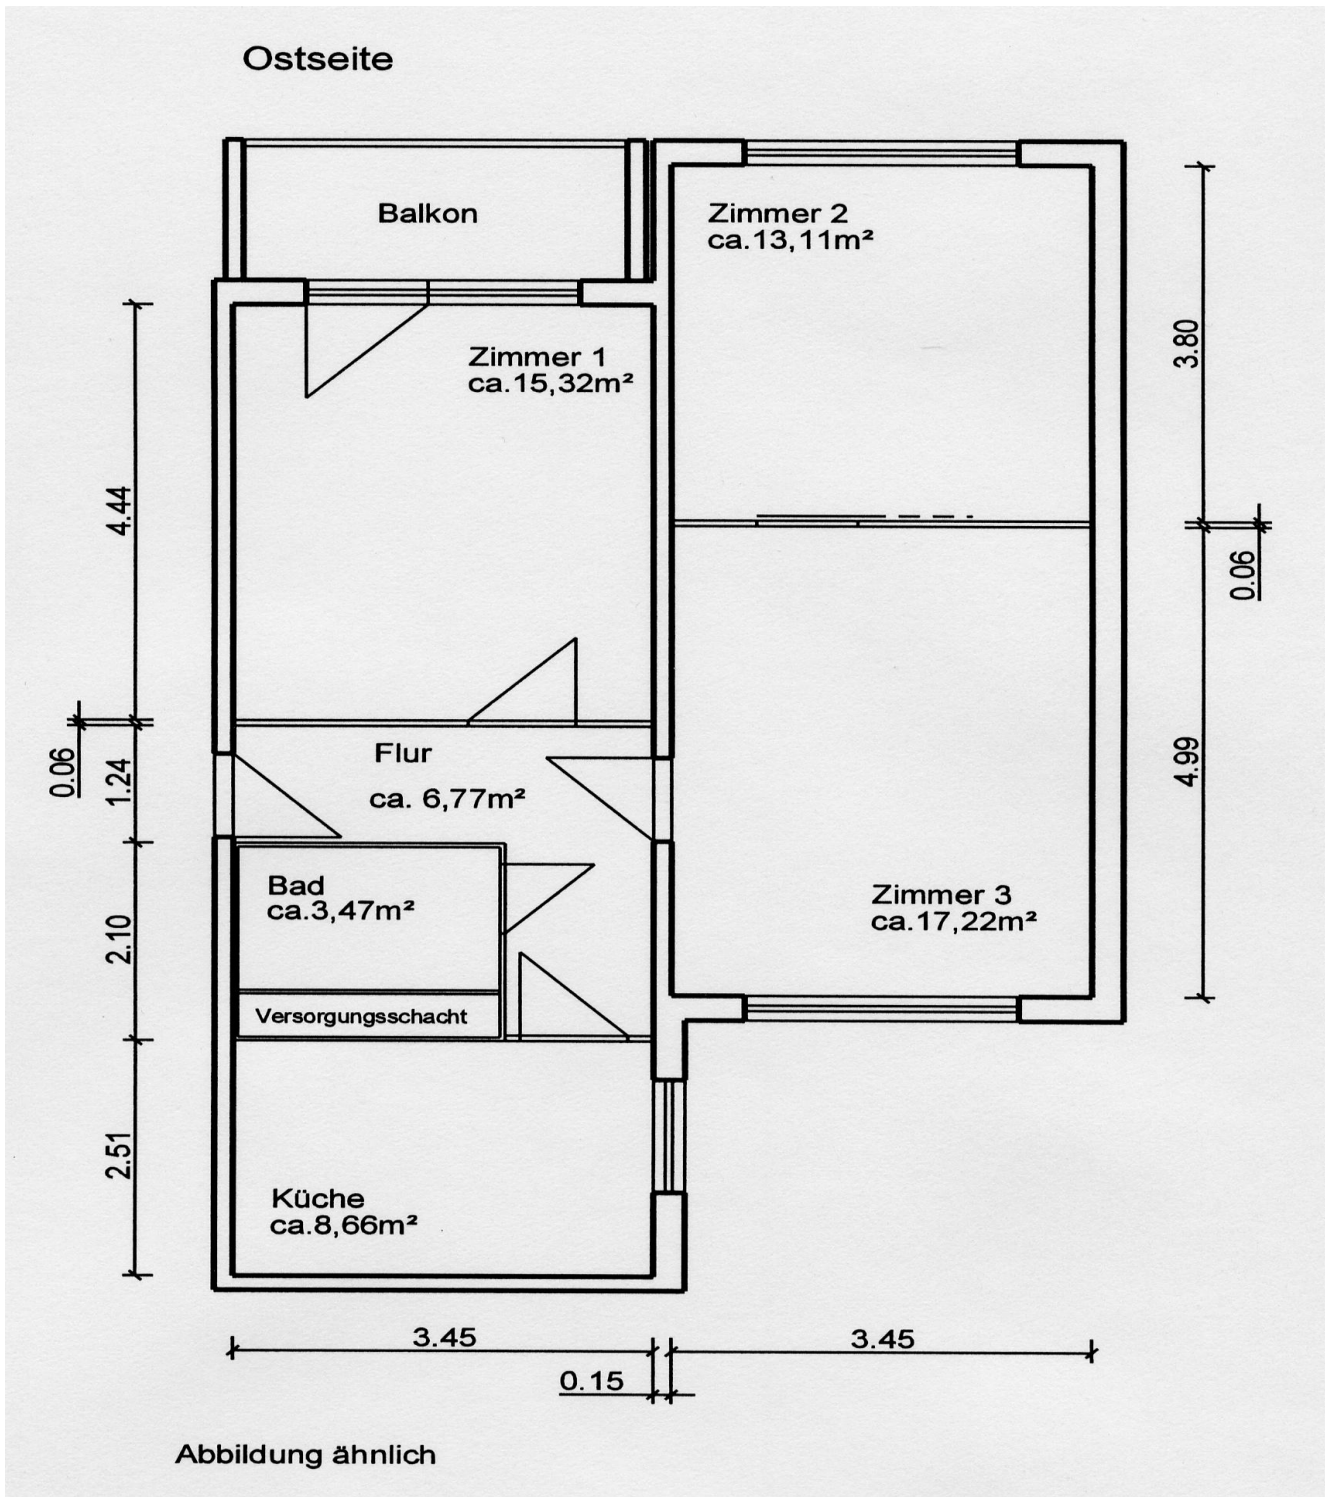 Ostseite
Balkon
Zimmer 2
ca.13,11m²
Zimmer 1
ca.15,32m²
3.80
4.44
0.06
Flur
ca. 6,77m²
0.06
1.24
4.99
Bad
ca.3,47m²
Zimmer 3
ca.17,22m²
2.10
Versorgungsschacht
2.51
Küche
ca.8,66m²
3.45
3.45
0.15
Abbildung ähnlich